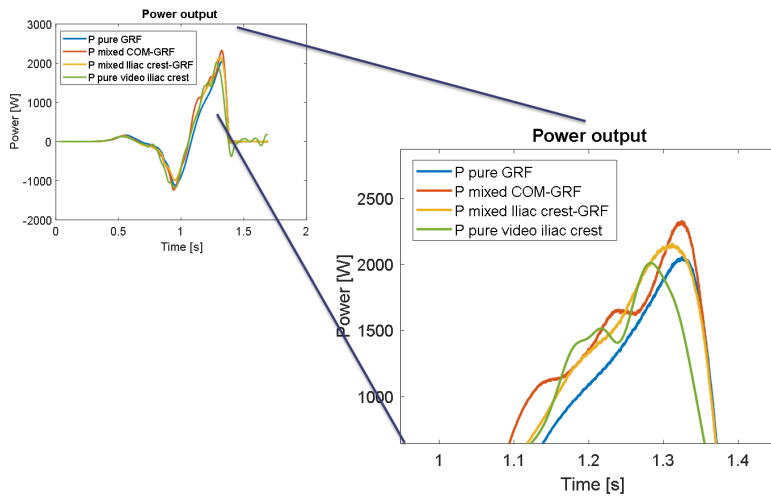 Power output
3000
2000
1000
0
-1000
-2000
Power [W]
P pure GRF
P mixed COM-GRF
P mixed Iliac crest-GRF
P pure video iliac crest
0
0.5
1
1.5
2
Time [s]
Power output
2500
2000
1500
1000
Power [W]
P pure GRF
P mixed COM-GRF
P mixed Iliac crest-GRF
P pure video iliac crest
1
1.1
1.2
1.3
1.4
Time [s]